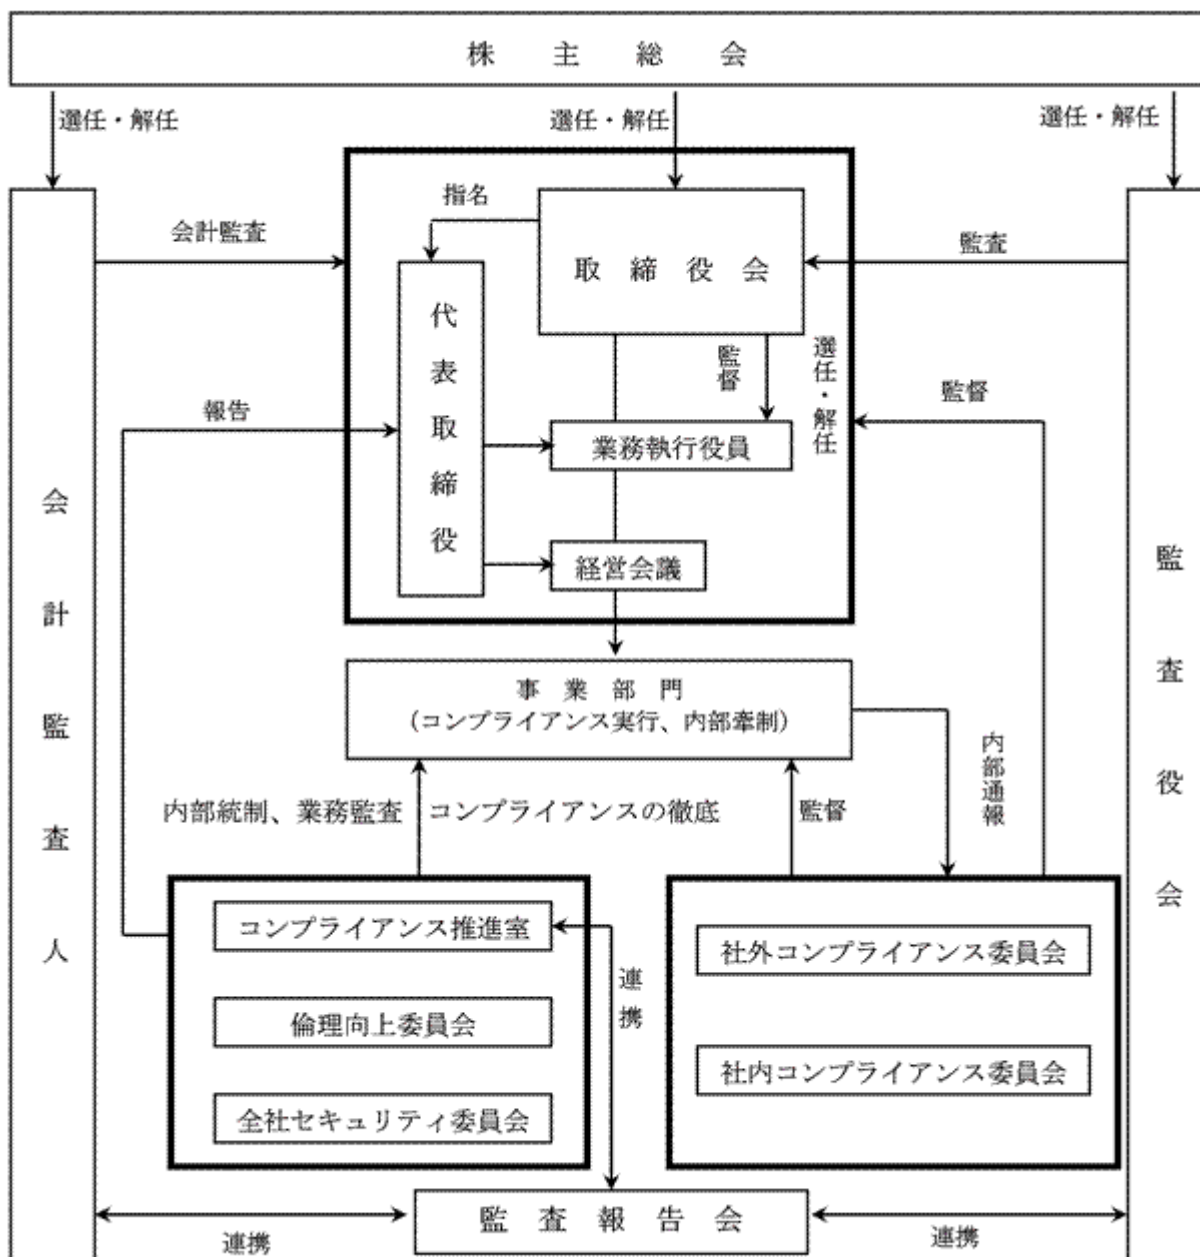 株主総会
選任・解任
選任・解任
選任・解任
指名
会計監査
取締役会
監査
代表取締役
監督
選任・解任
監督
報告
業務執行役員
経営会議
会計監査人
監査役会
事業部門
(コンプライアンス実行、内部牽制)
内部通報
内部統制、業務監査
コンプライアンスの徹底
監督
コンプライアンス推進室
倫理向上委員会
全社セキュリティ委員会
連携
社外コンプライアンス委員会
社内コンプライアンス委員会
監査報告会
連携
連携